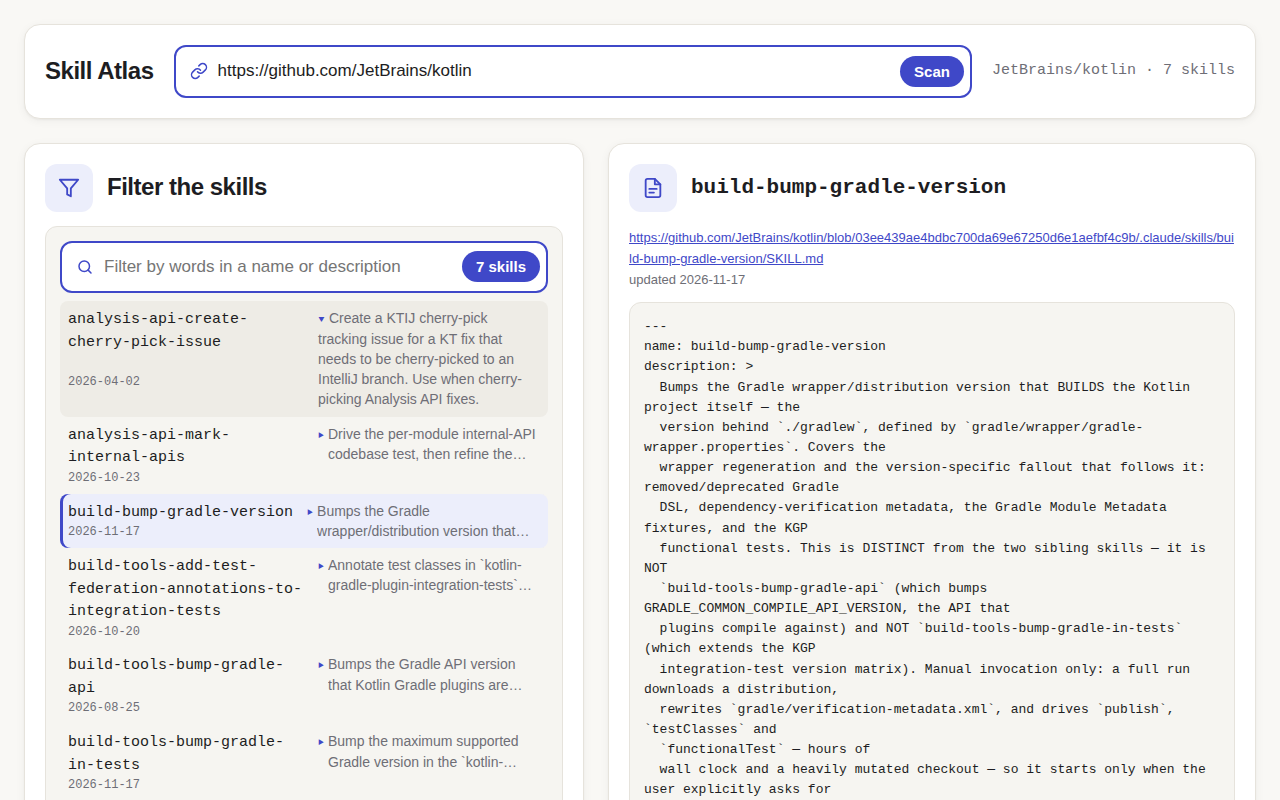 Skill Atlas
https://github.com/JetBrains/kotlin
Scan
JetBrains/kotlin · 7 skills
Filter the skills
Filter by words in a name or description
7 skills
analysis-api-create-
cherry-pick-issue
2026-04-02
▾ Create a KTIJ cherry-pick
tracking issue for a KT fix that
needs to be cherry-picked to an
IntelliJ branch. Use when cherry-
picking Analysis API fixes.
analysis-api-mark-
internal-apis
2026-10-23
▸ Drive the per-module internal-API
codebase test, then refine the…
build-bump-gradle-version
2026-11-17
▸ Bumps the Gradle
wrapper/distribution version that…
build-tools-add-test-
federation-annotations-to-
integration-tests
2026-10-20
▸ Annotate test classes in `kotlin-
gradle-plugin-integration-tests`…
build-tools-bump-gradle-
api
2026-08-25
▸ Bumps the Gradle API version
that Kotlin Gradle plugins are…
build-tools-bump-gradle-
in-tests
2026-11-17
▸ Bump the maximum supported
Gradle version in the `kotlin-…
build-bump-gradle-version
https://github.com/JetBrains/kotlin/blob/03ee439ae4bdbc700da69e67250d6e1aefbf4c9b/.claude/skills/bui
ld-bump-gradle-version/SKILL.md
updated 2026-11-17
---
name: build-bump-gradle-version
description: >
  Bumps the Gradle wrapper/distribution version that BUILDS the Kotlin
project itself — the
  version behind `./gradlew`, defined by `gradle/wrapper/gradle-
wrapper.properties`. Covers the
  wrapper regeneration and the version-specific fallout that follows it:
removed/deprecated Gradle
  DSL, dependency-verification metadata, the Gradle Module Metadata
fixtures, and the KGP
  functional tests. This is DISTINCT from the two sibling skills — it is
NOT
  `build-tools-bump-gradle-api` (which bumps
GRADLE_COMMON_COMPILE_API_VERSION, the API that
  plugins compile against) and NOT `build-tools-bump-gradle-in-tests`
(which extends the KGP
  integration-test version matrix). Manual invocation only: a full run
downloads a distribution,
  rewrites `gradle/verification-metadata.xml`, and drives `publish`,
`testClasses` and
  `functionalTest` — hours of
  wall clock and a heavily mutated checkout — so it starts only when the
user explicitly asks for